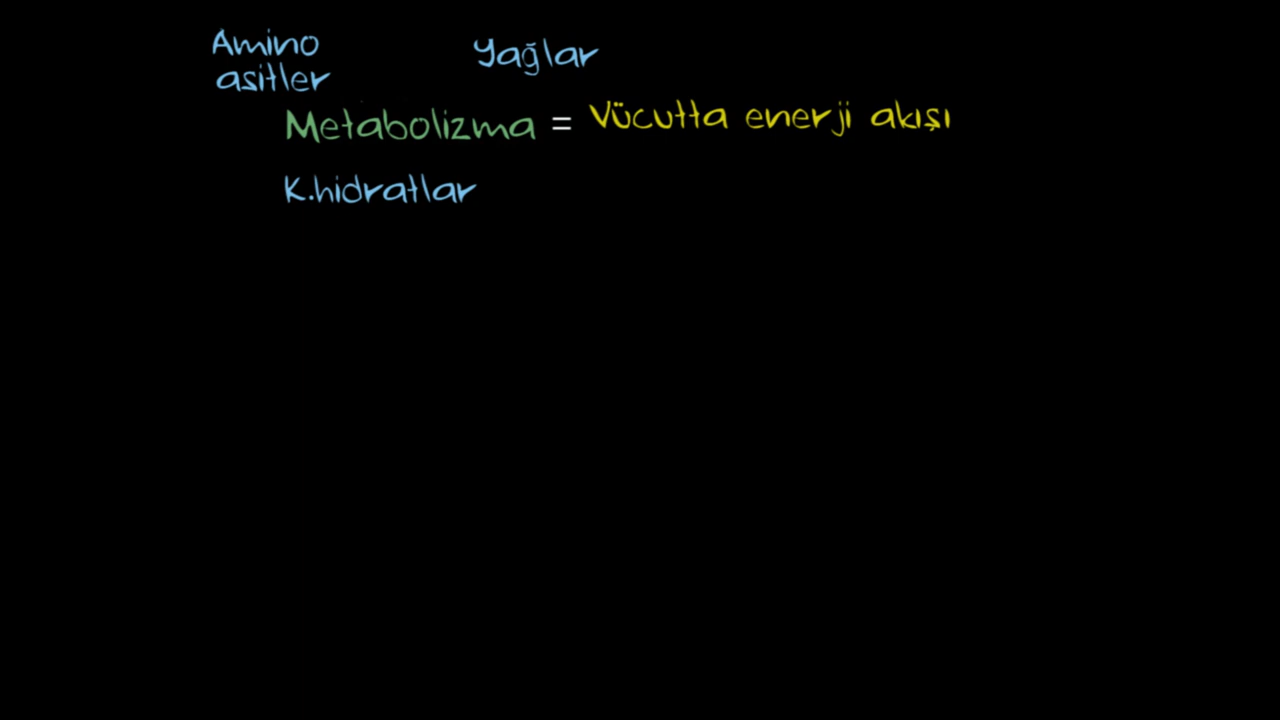 Amino
asitler
Yağlar
Metabolizma = Vücutta enerji akışı
K.hidratlar